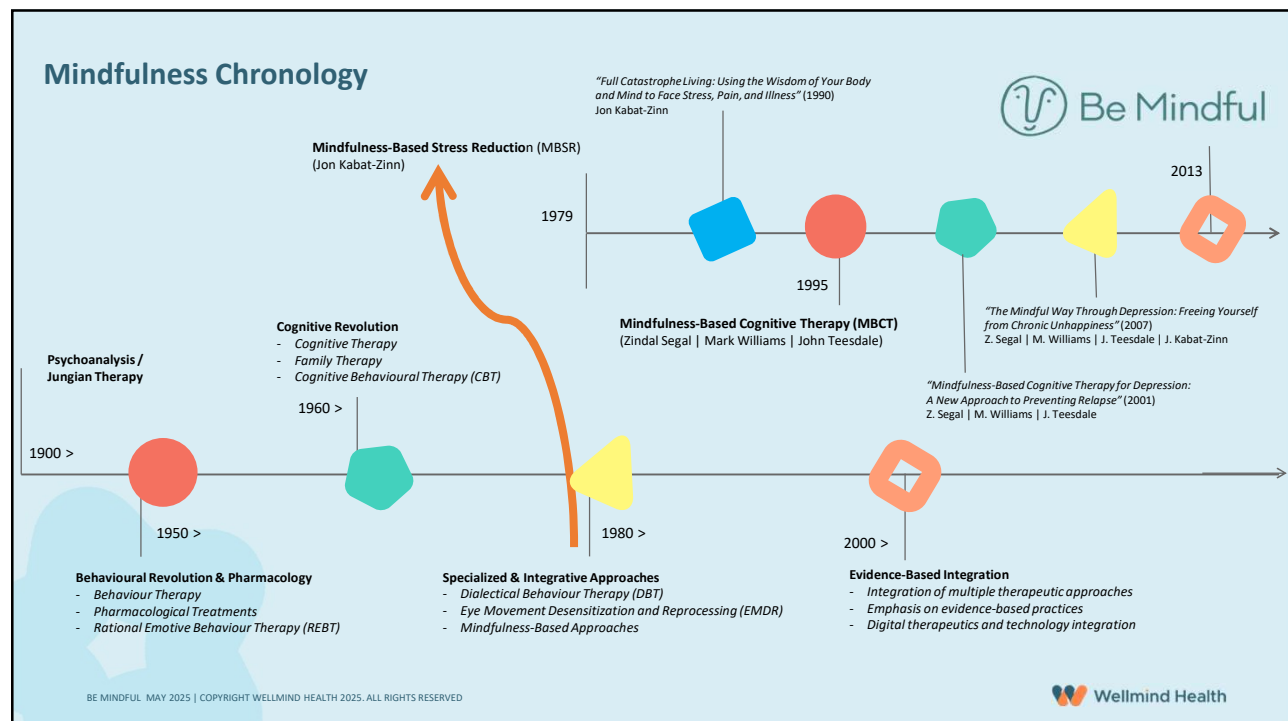 Mindfulness Chronology
“Full Catastrophe Living: Using the Wisdom of Your Body
and Mind to Face Stress, Pain, and Illness” (1990)
Jon Kabat-Zinn
Be Mindful
Mindfulness-Based Stress Reduction (MBSR)
(Jon Kabat-Zinn)
1979
2013
1995
Mindfulness-Based Cognitive Therapy (MBCT)
(Zindal Segal | Mark Williams | John Teesdale)
“The Mindful Way Through Depression: Freeing Yourself
from Chronic Unhappiness” (2007)
Z. Segal | M. Williams | J. Teesdale | J. Kabat-Zinn
“Mindfulness-Based Cognitive Therapy for Depression:
A New Approach to Preventing Relapse” (2001)
Z. Segal | M. Williams | J. Teesdale
Psychoanalysis /
Jungian Therapy
1900 >
Cognitive Revolution
- Cognitive Therapy
- Family Therapy
- Cognitive Behavioural Therapy (CBT)
1960 >
1950 >
Behavioural Revolution & Pharmacology
- Behaviour Therapy
- Pharmacological Treatments
- Rational Emotive Behaviour Therapy (REBT)
1980 >
Specialized & Integrative Approaches
- Dialectical Behaviour Therapy (DBT)
- Eye Movement Desensitization and Reprocessing (EMDR)
- Mindfulness-Based Approaches
2000 >
Evidence-Based Integration
- Integration of multiple therapeutic approaches
- Emphasis on evidence-based practices
- Digital therapeutics and technology integration
BE MINDFUL MAY 2025 | COPYRIGHT WELLMIND HEALTH 2025. ALL RIGHTS RESERVED
Wellmind Health